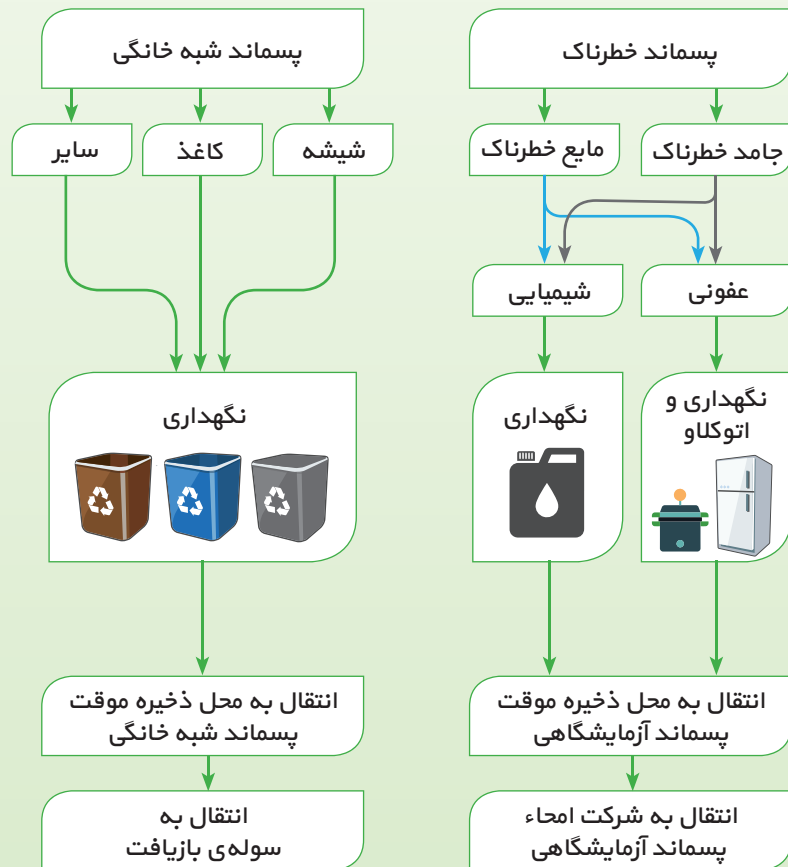 پسماند خطرناک
جامد خطرناک
مایع خطرناک
عفونی
شیمیایی
نگهداری و
اتوکلاو
نگهداری
انتقال به محل ذخیره موقت
پسماند آزمایشگاهی
انتقال به شرکت امحاء
پسماند آزمایشگاهی
پسماند شبه خانگی
شیشه
کاغذ
سایر
نگهداری
انتقال به محل ذخیره موقت
پسماند شبه خانگی
انتقال به
سوله‌ی بازیافت